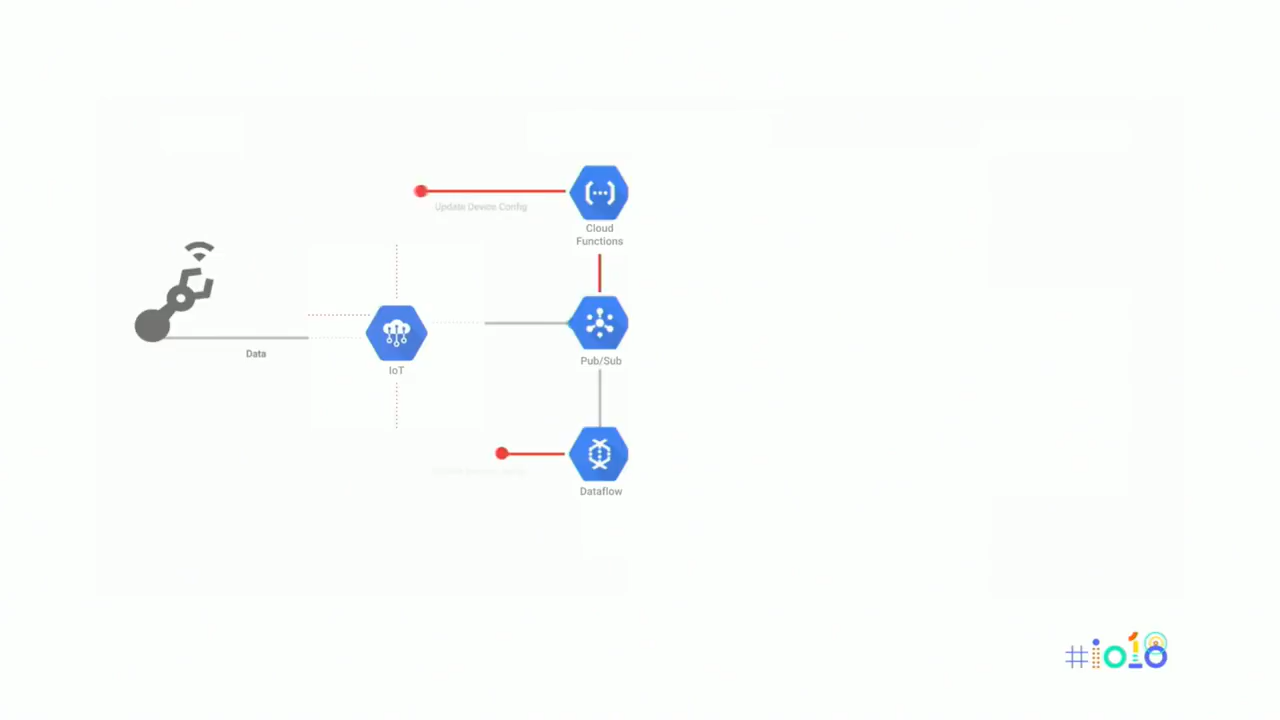 Update Device Config
Cloud
Functions
Data
IoT
Pub/Sub
Dataflow
#io18